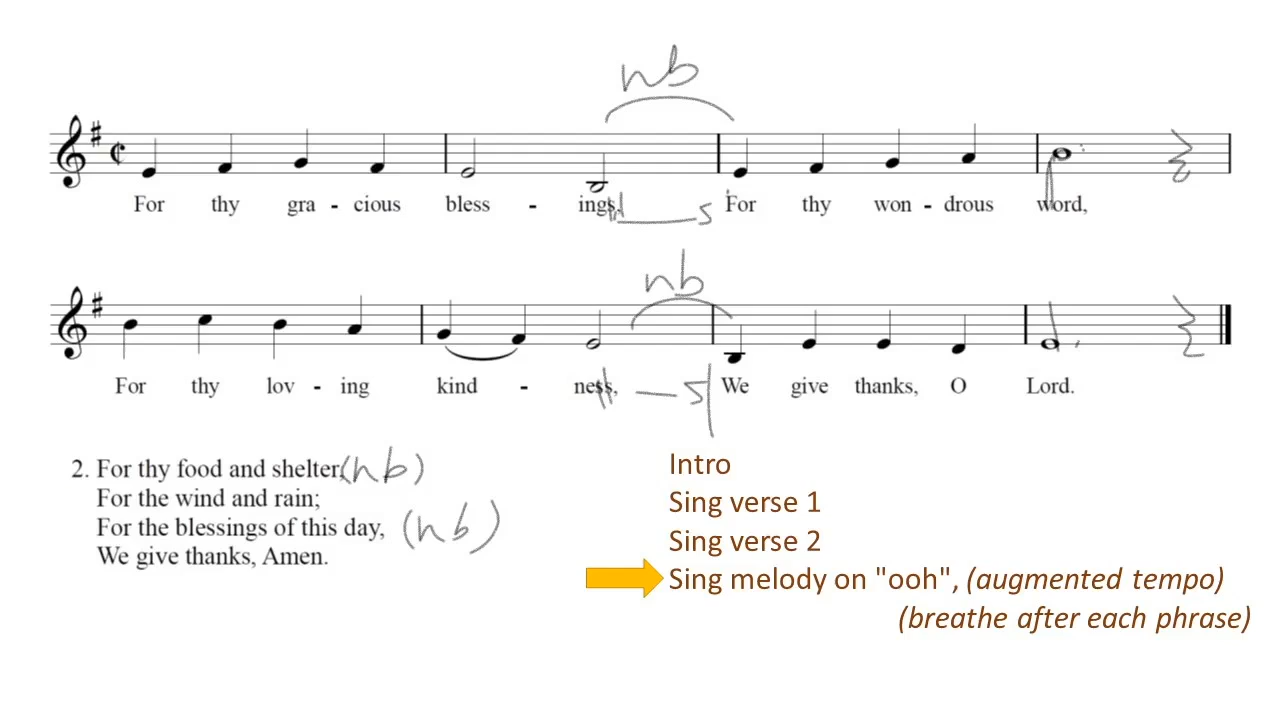 nb
For thy gra - cious bless - ings, For thy won - drous word,
s
nb
For thy lov - ing kind - ness, We give thanks, O Lord.
s
2. For thy food and shelter, (nb)
For the wind and rain;
For the blessings of this day, (nb)
We give thanks, Amen.
Intro
Sing verse 1
Sing verse 2
Sing melody on "ooh", (augmented tempo)
(breathe after each phrase)